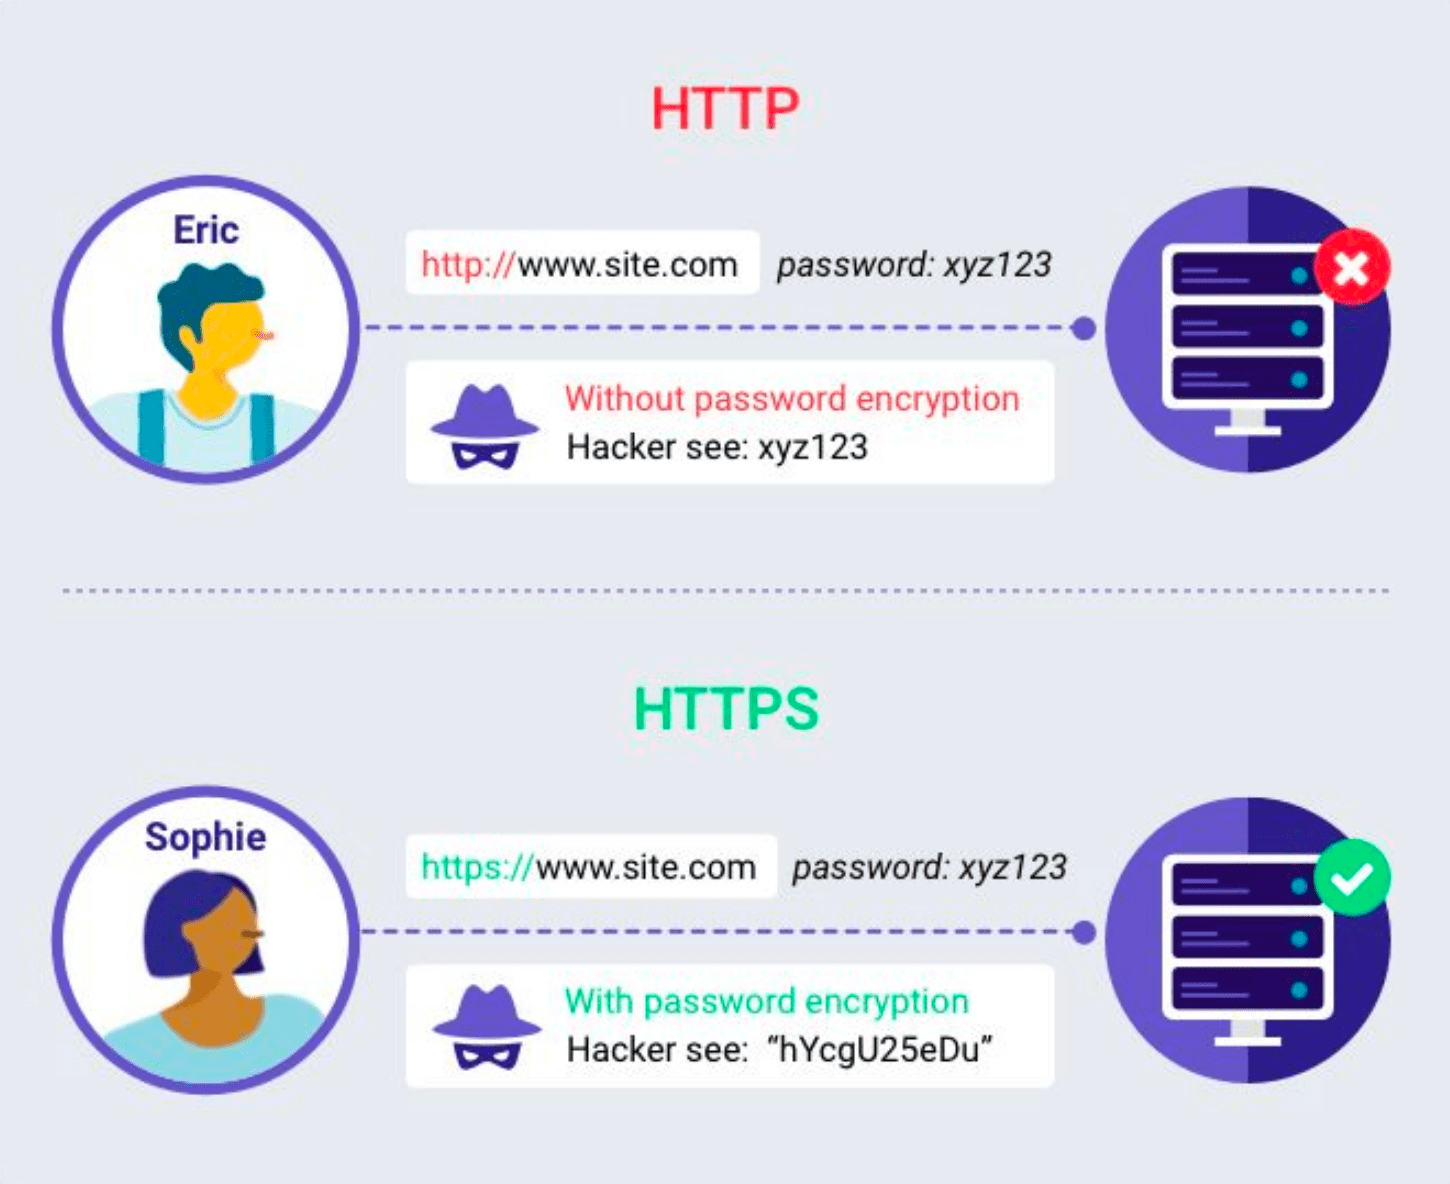 HTTP
Eric
http://www.site.com password: xyz123
Without password encryption
Hacker see: xyz123
HTTPS
Sophie
https://www.site.com password: xyz123
With password encryption
Hacker see: “hYcgU25eDu”